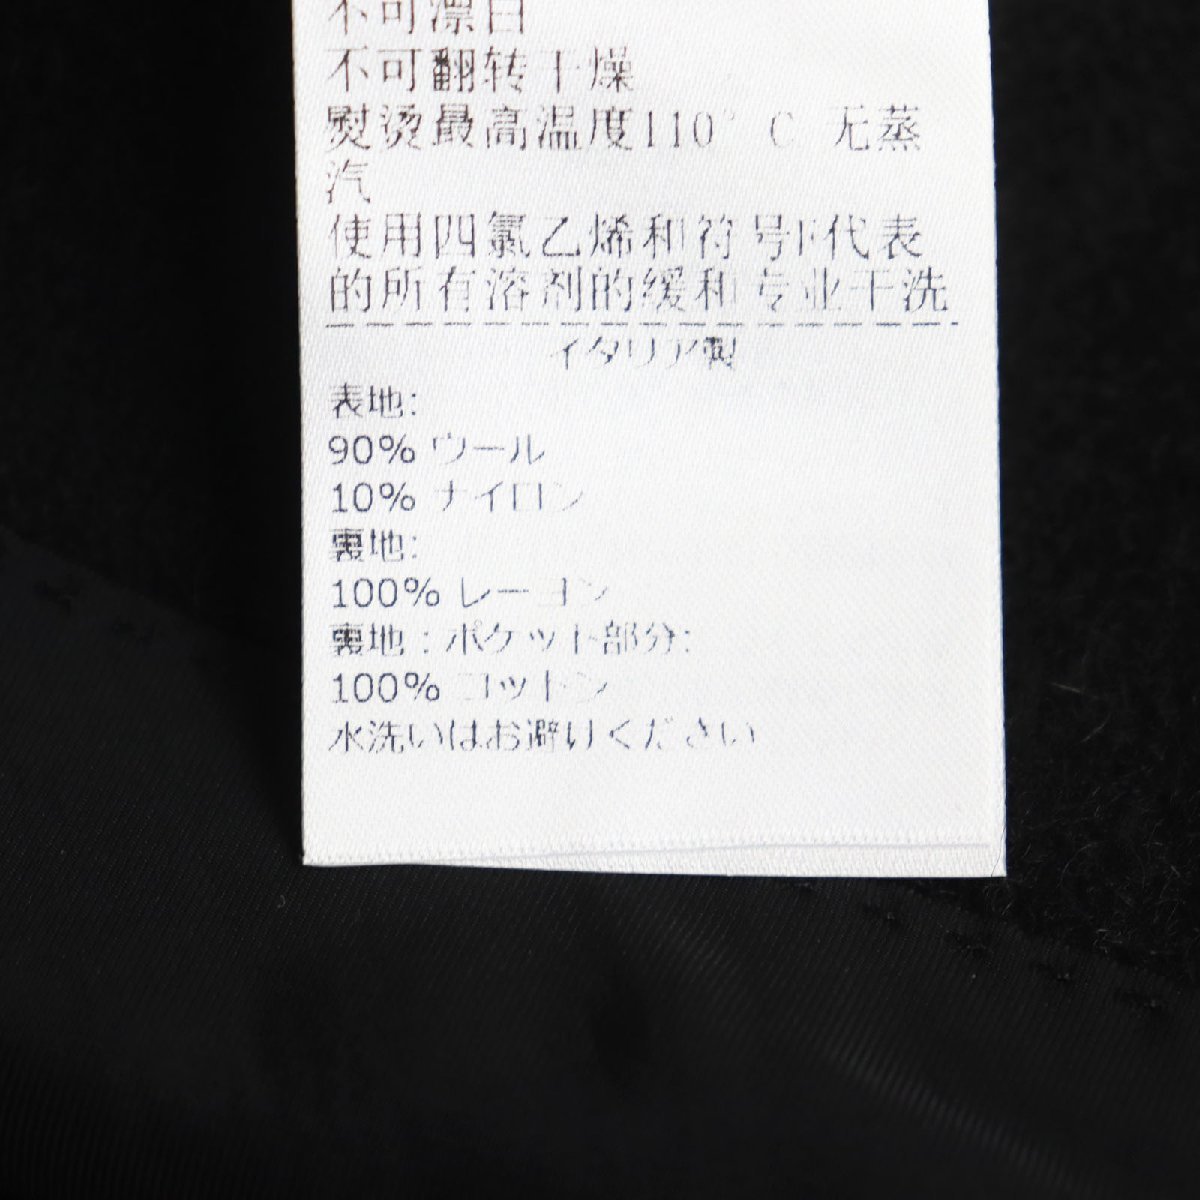 不可漂白
不可翻转干燥
熨烫最高温度110° C, 无蒸
汽
使用四氯乙烯和符号F代表
的所有溶剂的缓和专业干洗
イタリア製
表地:
90% ウール
10% ナイロン
裏地:
100% レーヨン
裏地 : ポケット部分:
100% コットン
水洗いはお避けください